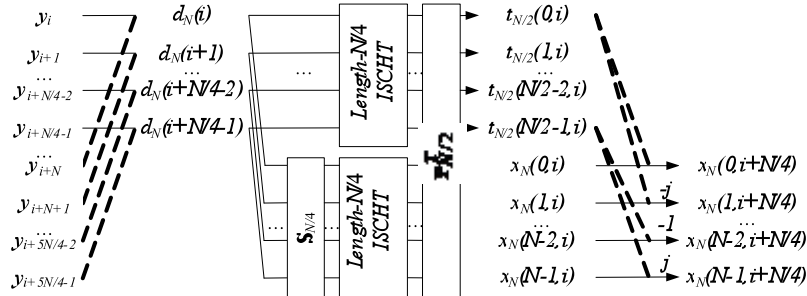 y_i d_N(i) t_{N/2}(0,i)
y_{i+1} d_N(i+1) t_{N/2}(1,i)
... ... ... ... ...
y_{i+N/4-2} d_N(i+N/4-2) t_{N/2}(N/2-2,i)
y_{i+N/4-1} d_N(i+N/4-1) t_{N/2}(N/2-1,i)
Length-N/4
ISCHT
P^T_{N/2}
...
y_{i+N} x_N(0,i) x_N(0,i+N/4)
-j
y_{i+N+1} x_N(1,i) x_N(1,i+N/4)
... ... ... ... ... -1 ...
y_{i+5N/4-2} x_N(N-2,i) x_N(N-2,i+N/4)
j
y_{i+5N/4-1} x_N(N-1,i) x_N(N-1,i+N/4)
S_{N/4}
Length-N/4
ISCHT